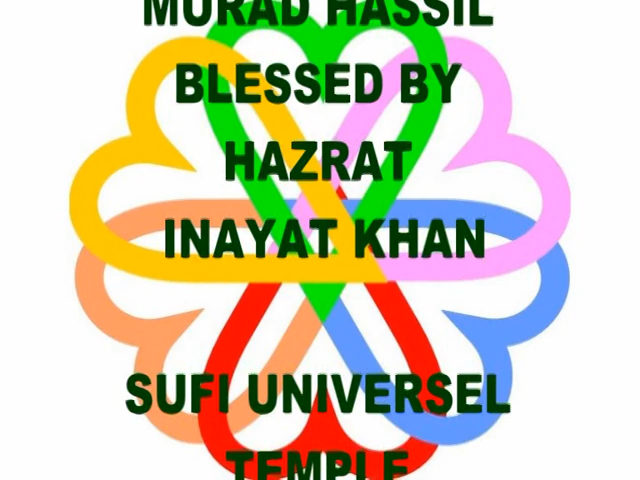 MURAD HASSIL
BLESSED BY
HAZRAT
INAYAT KHAN
SUFI UNIVERSEL
TEMPLE